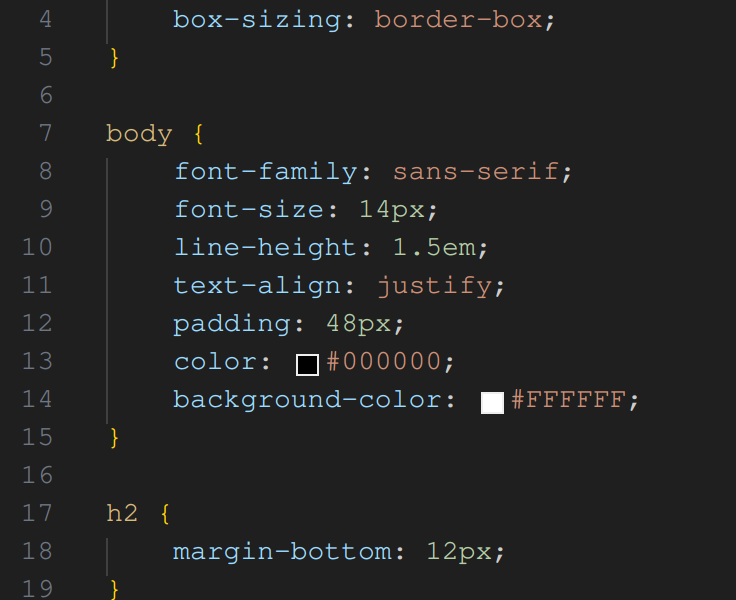 4 box-sizing: border-box;
5 }
6
7 body {
8 font-family: sans-serif;
9 font-size: 14px;
10 line-height: 1.5em;
11 text-align: justify;
12 padding: 48px;
13 color: #000000;
14 background-color: #FFFFFF;
15 }
16
17 h2 {
18 margin-bottom: 12px;
19 }